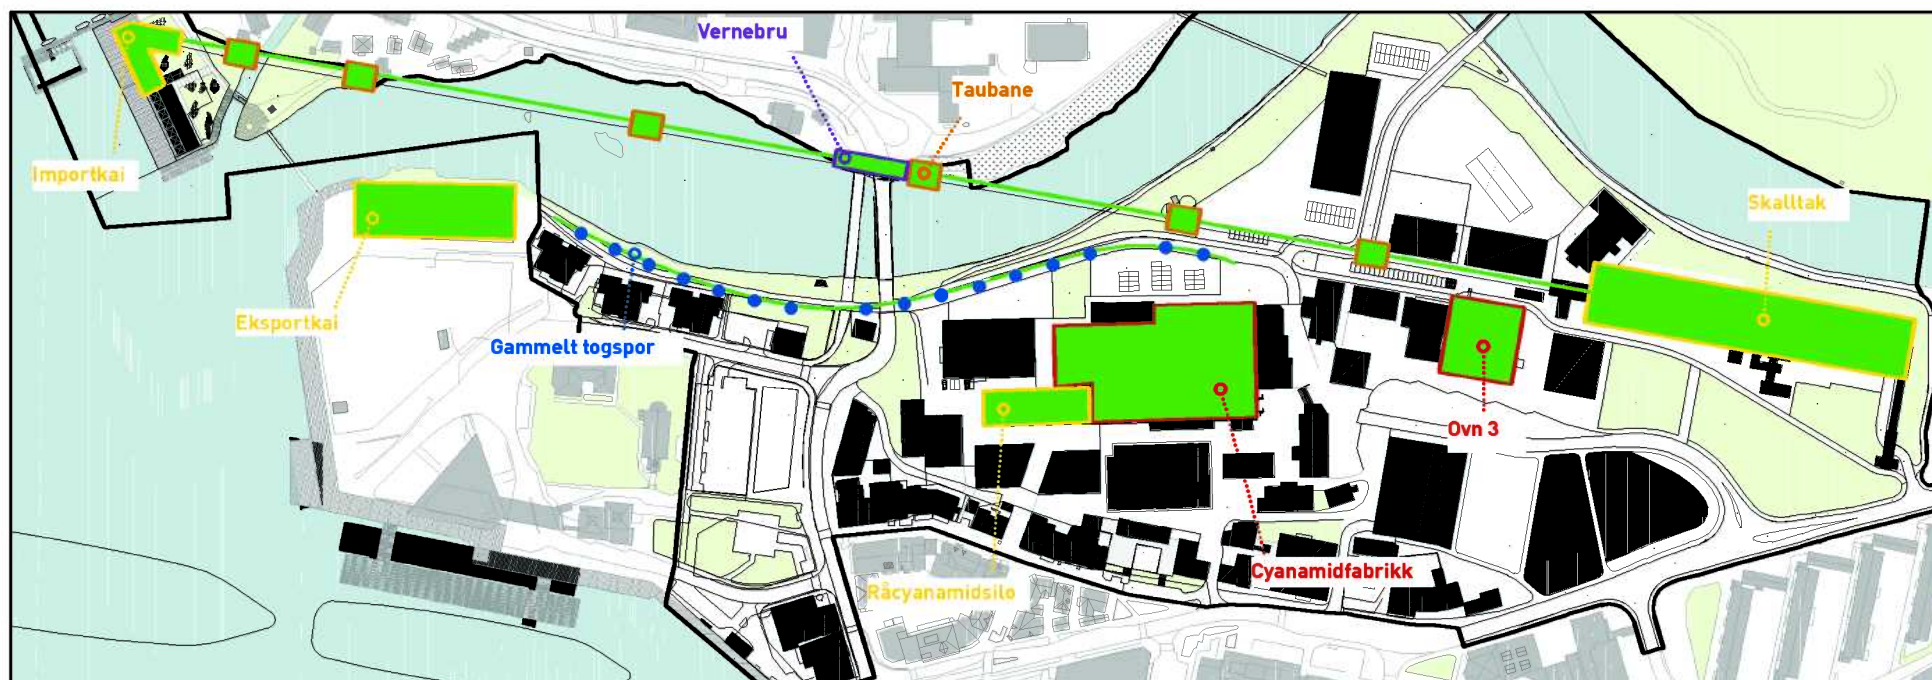 Vernebru
Taubane
Importkai
Skalltak
Eksportkai
Gammelt togspor
Ovn 3
Cyanamidfabrikk
Råcyanamidsilo